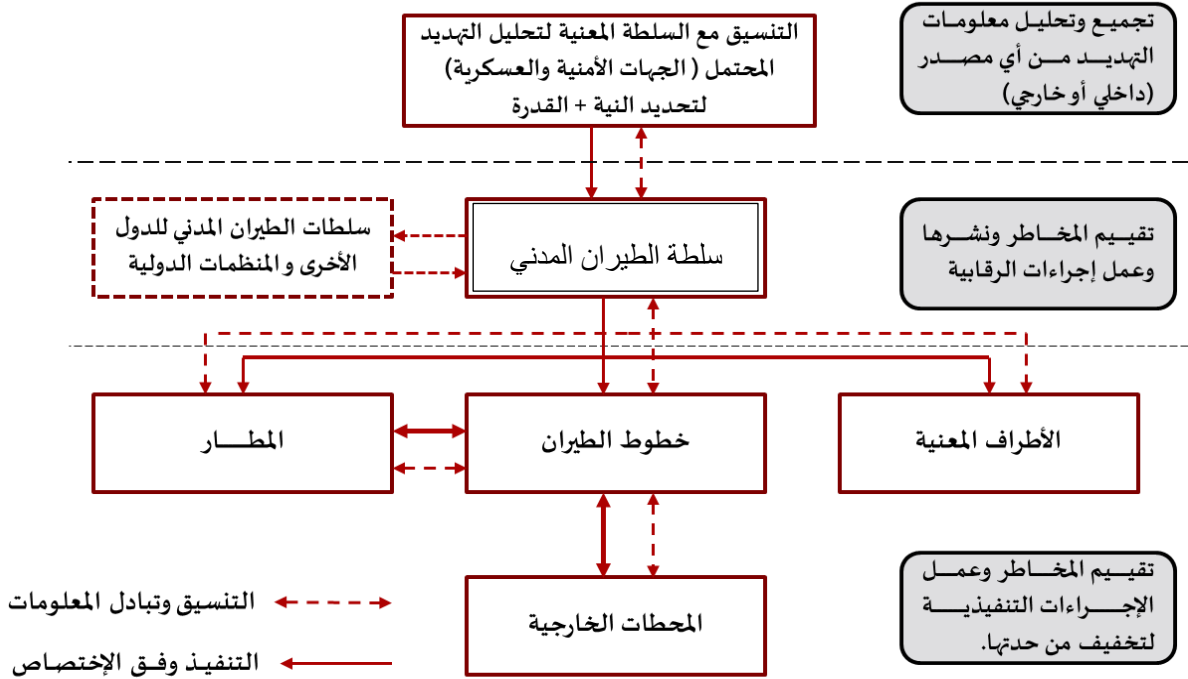 تجميع وتحليل معلومات
التهديد من أي مصدر
(داخلي أو خارجي)
التنسيق مع السلطة المعنية لتحليل التهديد
المحتمل ( الجهات الأمنية والعسكرية)
لتحديد النية + القدرة
تقييم المخاطر ونشرها
وعمل إجراءات الرقابية
سلطة الطيران المدني
سلطات الطيران المدني للدول
الأخرى والمنظمات الدولية
الأطراف المعنية
خطوط الطيران
المطار
تقييم المخاطر وعمل
الإجراءات التنفيذية
لتخفيف من حدتها.
المحطات الخارجية
التنسيق وتبادل المعلومات
التنفيذ وفق الإختصاص